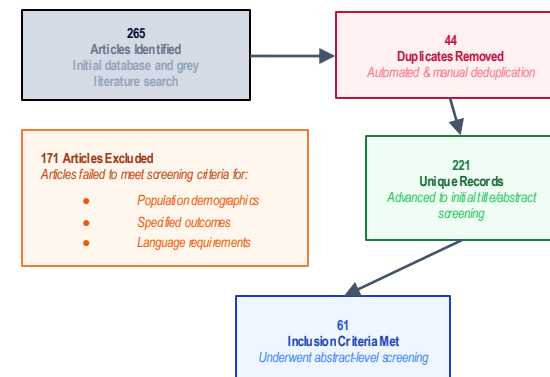 265
Articles Identified
Initial database and grey
literature search
44
Duplicates Removed
Automated & manual deduplication
171 Articles Excluded
Articles failed to meet screening criteria for:
• Population demographics
• Specified outcomes
• Language requirements
221
Unique Records
Advanced to initial title/abstract
screening
61
Inclusion Criteria Met
Underwent abstract-level screening